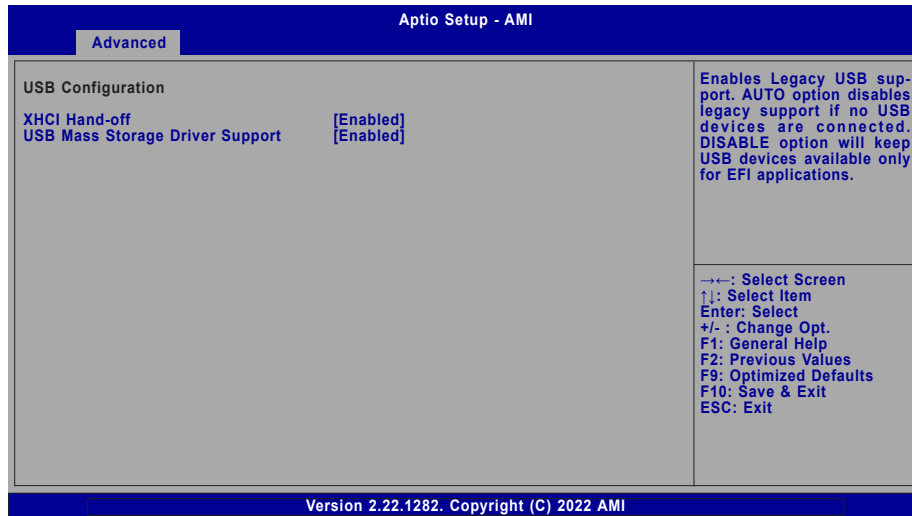 Aptio Setup - AMI
Advanced
USB Configuration
XHCI Hand-off [Enabled]
USB Mass Storage Driver Support [Enabled]
Enables Legacy USB sup-
port. AUTO option disables
legacy support if no USB
devices are connected.
DISABLE option will keep
USB devices available only
for EFI applications.
→←: Select Screen
↑↓: Select Item
Enter: Select
+/- : Change Opt.
F1: General Help
F2: Previous Values
F9: Optimized Defaults
F10: Save & Exit
ESC: Exit
Version 2.22.1282. Copyright (C) 2022 AMI